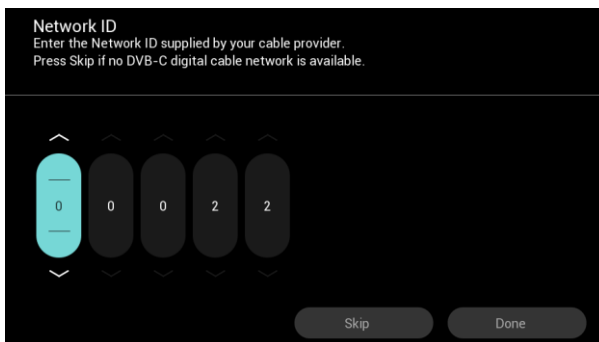 Network ID
Enter the Network ID supplied by your cable provider.
Press Skip if no DVB-C digital cable network is available.
0 0 0 2 2
Skip Done